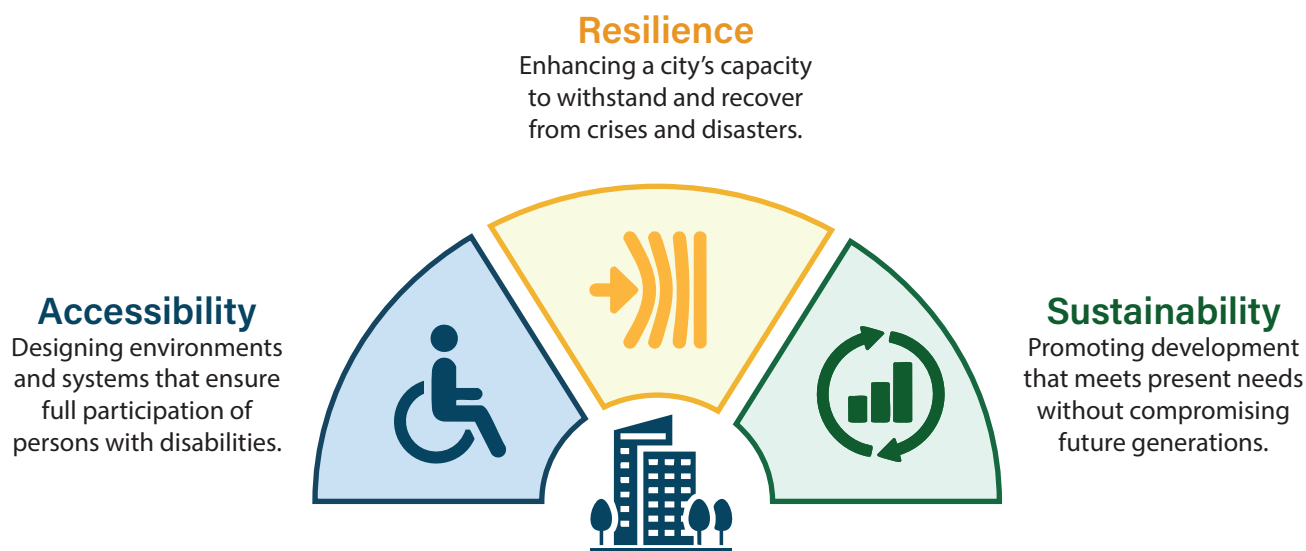 Resilience
Enhancing a city’s capacity
to withstand and recover
from crises and disasters.
Accessibility
Designing environments
and systems that ensure
full participation of
persons with disabilities.
Sustainability
Promoting development
that meets present needs
without compromising
future generations.